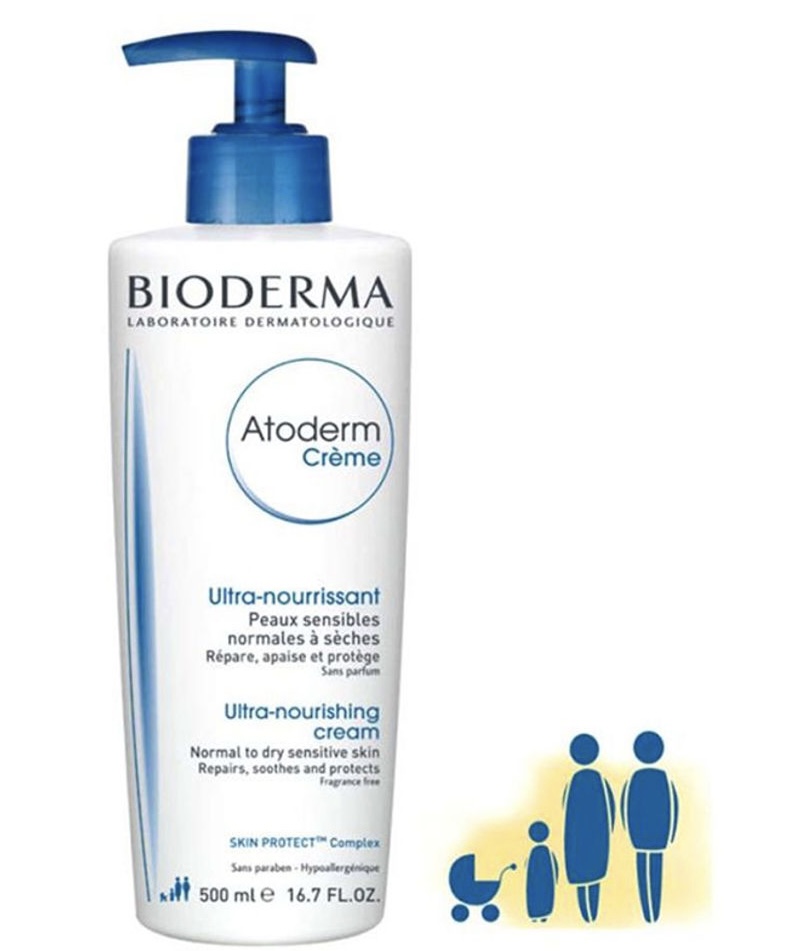 BIODERMA
LABORATOIRE DERMATOLOGIQUE
Atoderm
Crème
Ultra-nourrissant
Peaux sensibles
normales à sèches
Répare, apaise et protège
Sans parfum
Ultra-nourishing
cream
Normal to dry sensitive skin
Repairs, soothes and protects
Fragrance free
SKIN PROTECT™ Complex
Sans paraben - Hypoallergénique
500 ml ℮ 16.7 FL.OZ.